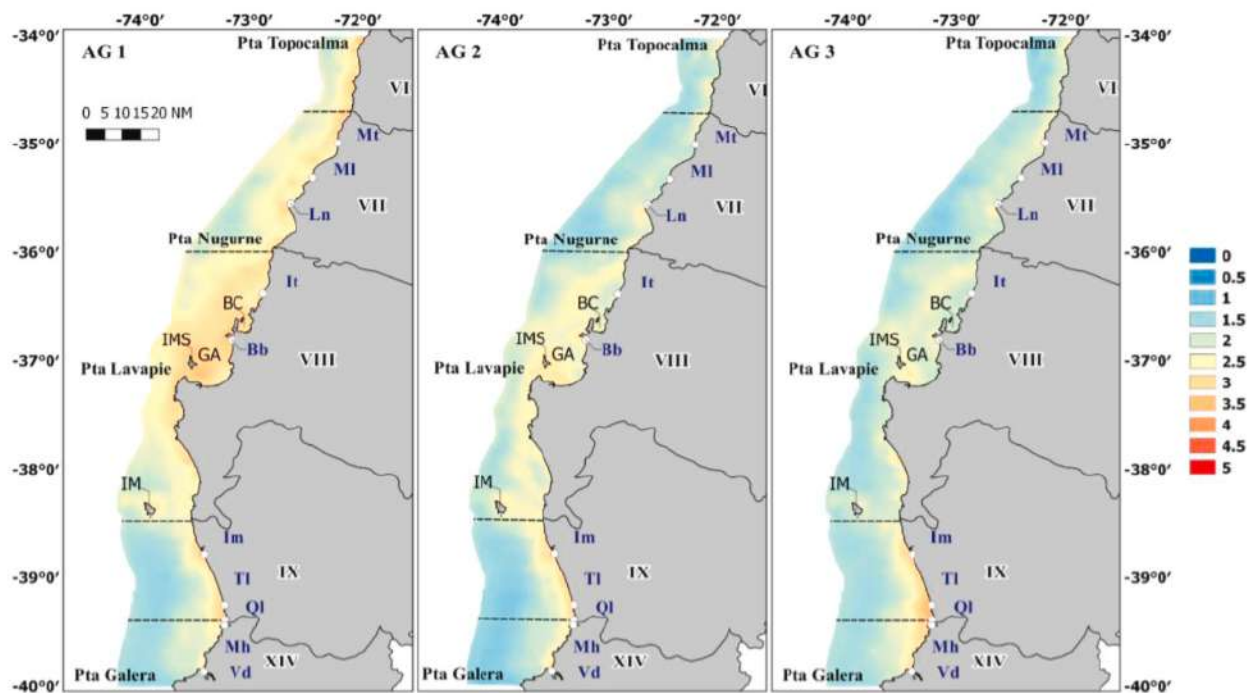 -74°0' -73°0' -72°0' -74°0' -73°0' -72°0' -74°0' -73°0' -72°0'
-34°0' AG 1 Pta Topocalma AG 2 Pta Topocalma AG 3 Pta Topocalma -34°0'
VI VI VI
0 5 10 15 20 NM
-35°0' Mt Mt Mt -35°0'
Ml Ml Ml
VII VII VII
Ln Ln Ln
Pta Nugurne Pta Nugurne Pta Nugurne
-36°0' -36°0'
It It It
BC BC BC
IMS GA Bb VIII IMS GA Bb VIII IMS GA Bb VIII
-37°0' Pta Lavapie Pta Lavapie Pta Lavapie -37°0'
-38°0' -38°0'
IM IM IM
Im Im Im
-39°0' Tl IX Tl IX Tl IX -39°0'
Ql Ql Ql
Mh XIV Mh XIV Mh XIV
-40°0' Pta Galera Vd Pta Galera Vd Pta Galera Vd -40°0'
0
0.5
1
1.5
2
2.5
3
3.5
4
4.5
5